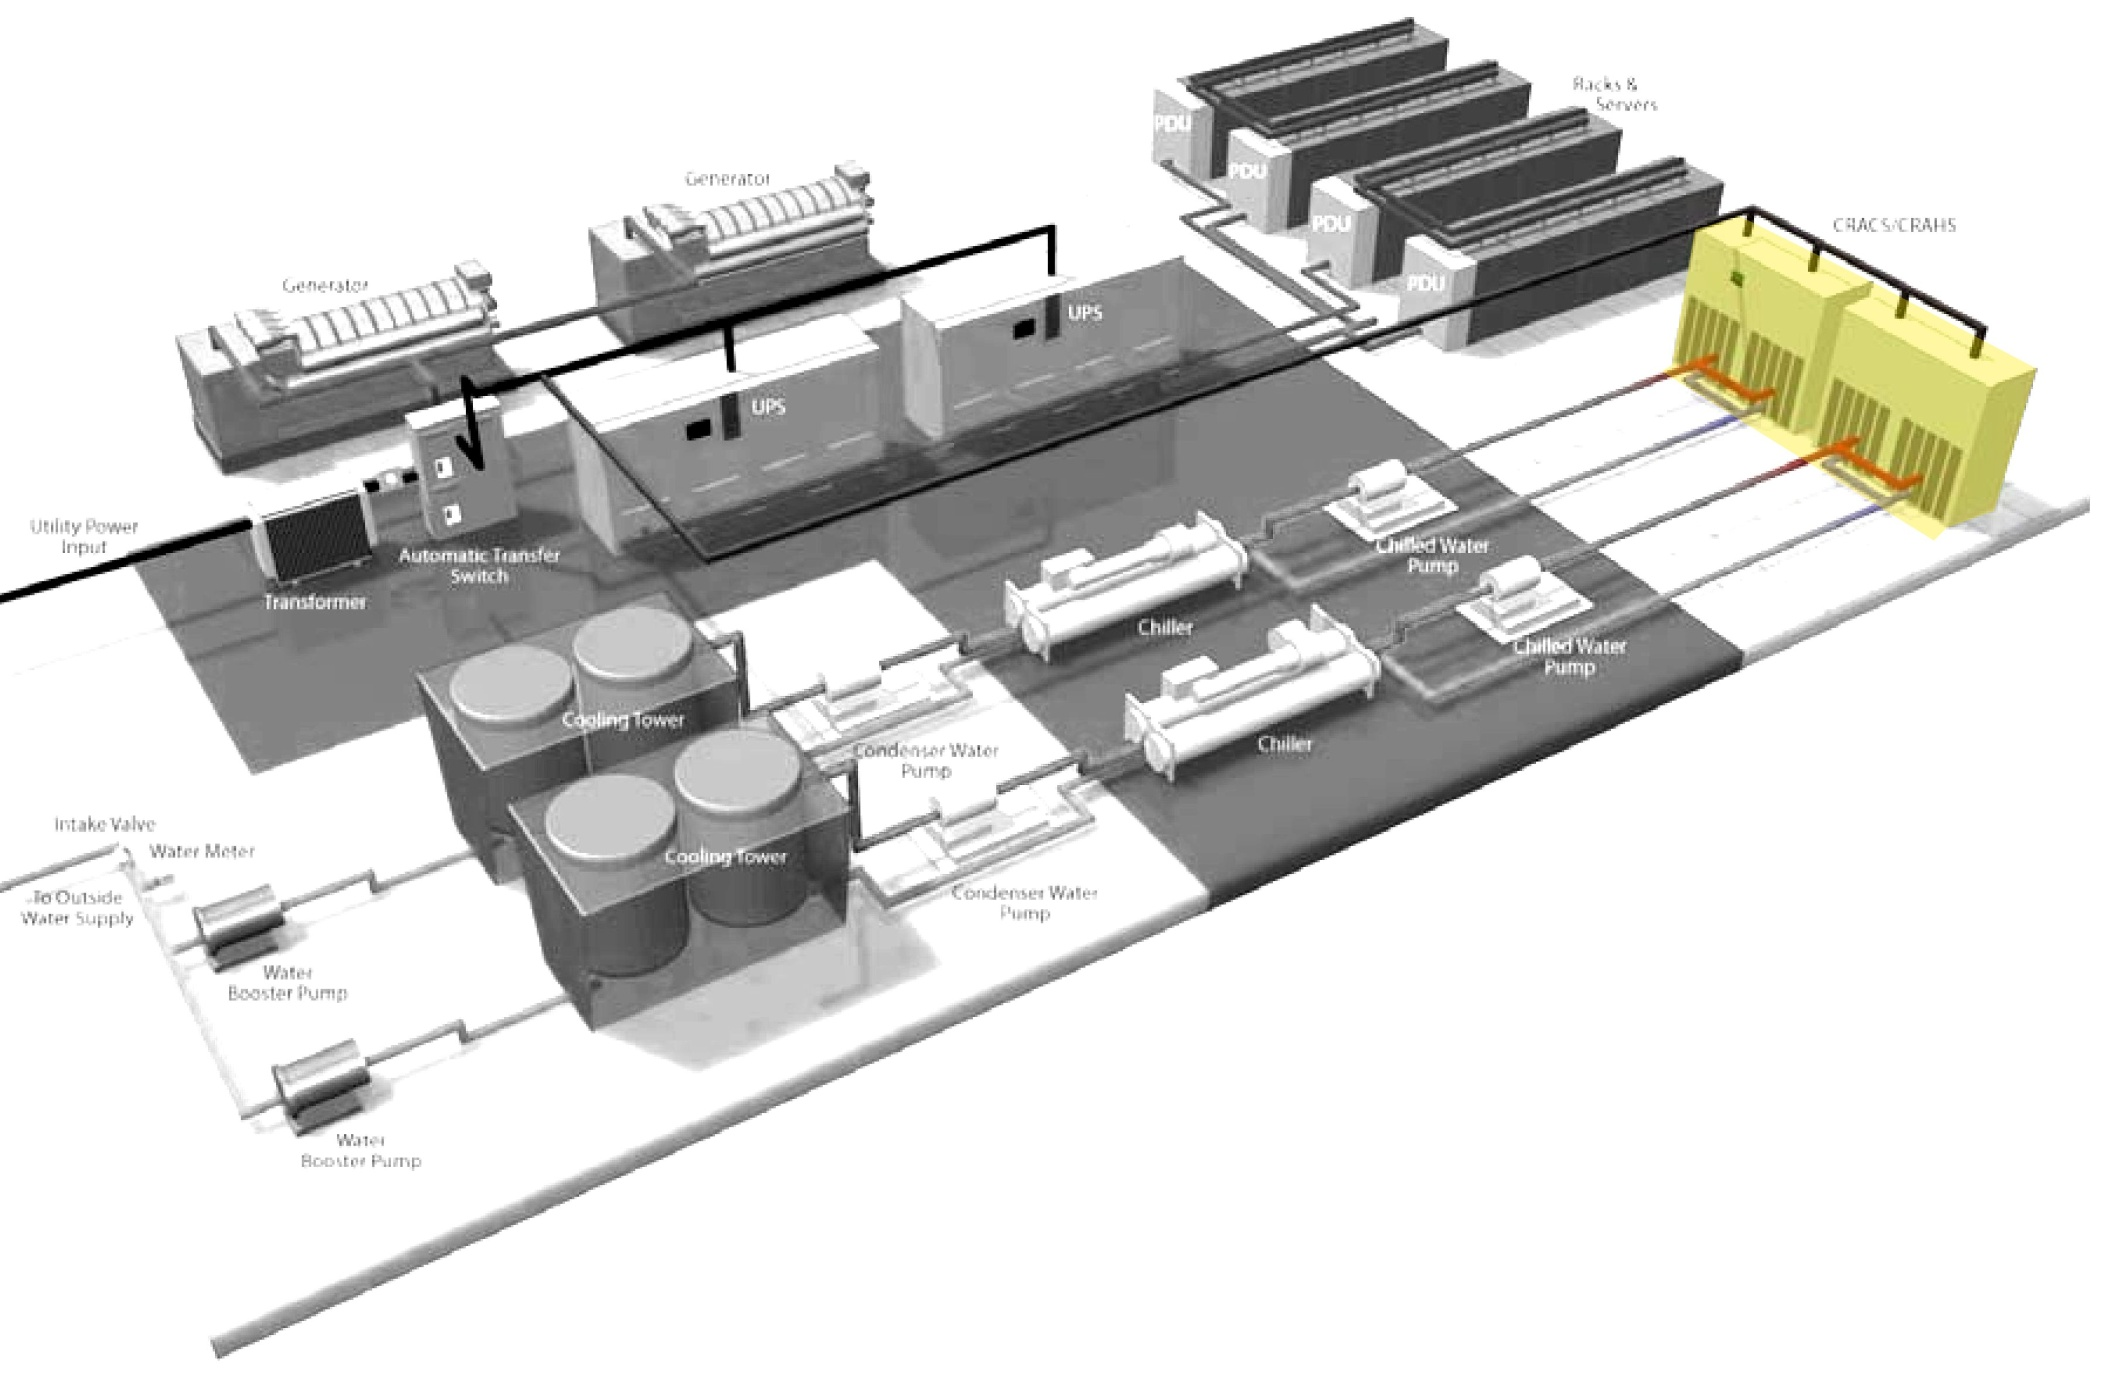 Racks &
Servers
PDU
PDU
PDU
PDU
CRACS/CRAHS
Generator
Generator
UPS
UPS
Utility Power
Input
Automatic Transfer
Switch
Transformer
Chilled Water
Pump
Chiller
Chilled Water
Pump
Chiller
Cooling Tower
Condenser Water
Pump
Cooling Tower
Condenser Water
Pump
Intake Valve
Water Meter
To Outside
Water Supply
Water
Booster Pump
Water
Booster Pump